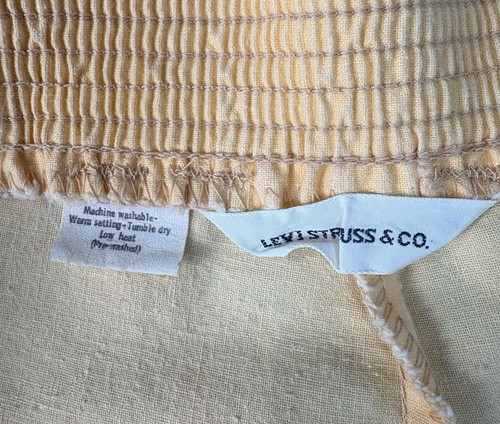 Machine washable-
Warm setting-Tumble dry
Low heat
(Pre-washed)
LEVI STRUSS & CO.